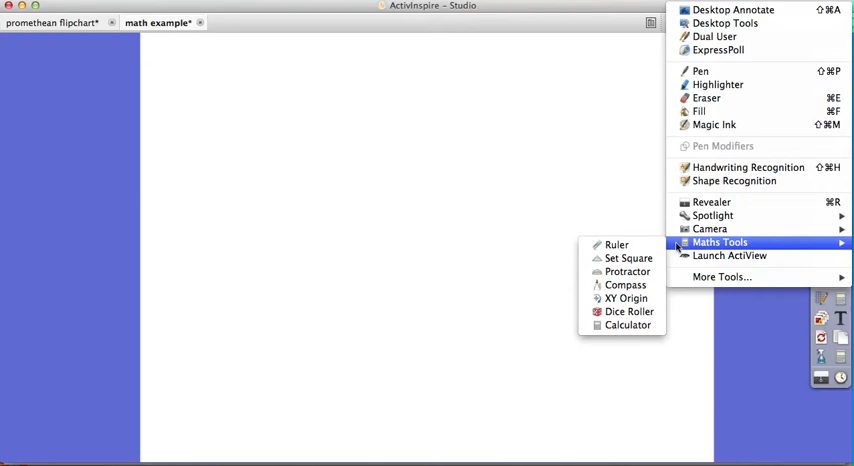 ActivInspire – Studio
promethean flipchart*
math example*
Desktop Annotate ⇧⌘A
Desktop Tools
Dual User
ExpressPoll
Pen ⇧⌘P
Highlighter
Eraser ⌘E
Fill ⌘F
Magic Ink ⇧⌘M
Pen Modifiers
Handwriting Recognition ⇧⌘H
Shape Recognition
Revealer ⌘R
Spotlight
Camera
Maths Tools
Launch ActiView
More Tools...
Ruler
Set Square
Protractor
Compass
XY Origin
Dice Roller
Calculator
T